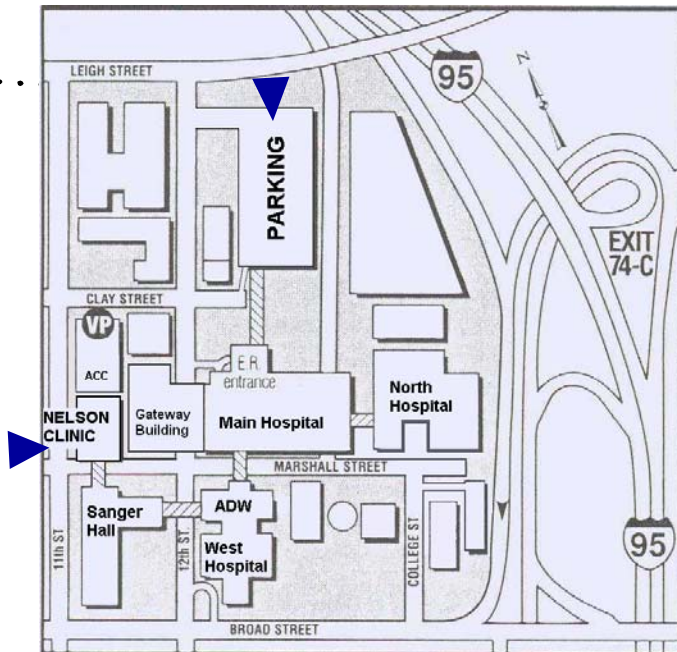 LEIGH STREET
95
N
PARKING
EXIT
74-C
CLAY STREET
VP
ACC
E.R.
entrance
NELSON
CLINIC
Gateway
Building
Main Hospital
North
Hospital
MARSHALL STREET
Sanger
Hall
ADW
West
Hospital
11th ST.
12th ST.
COLLEGE ST
95
BROAD STREET